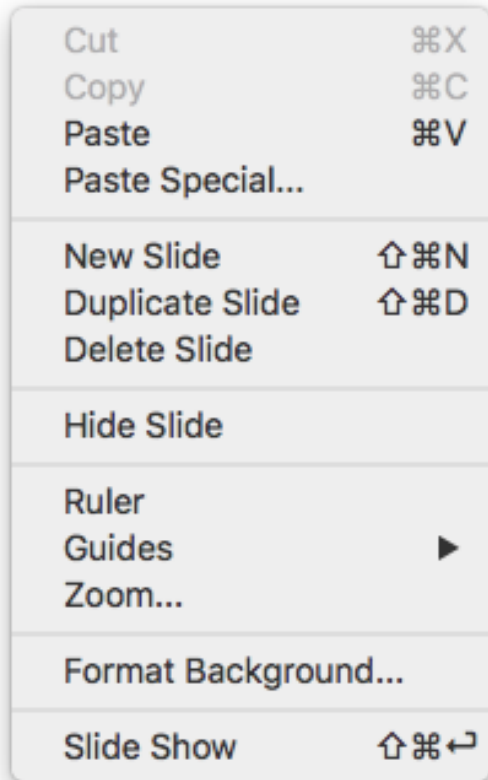 Cut ⌘X
Copy ⌘C
Paste ⌘V
Paste Special...
New Slide ⇧⌘N
Duplicate Slide ⇧⌘D
Delete Slide
Hide Slide
Ruler
Guides ▶
Zoom...
Format Background...
Slide Show ⇧⌘↩